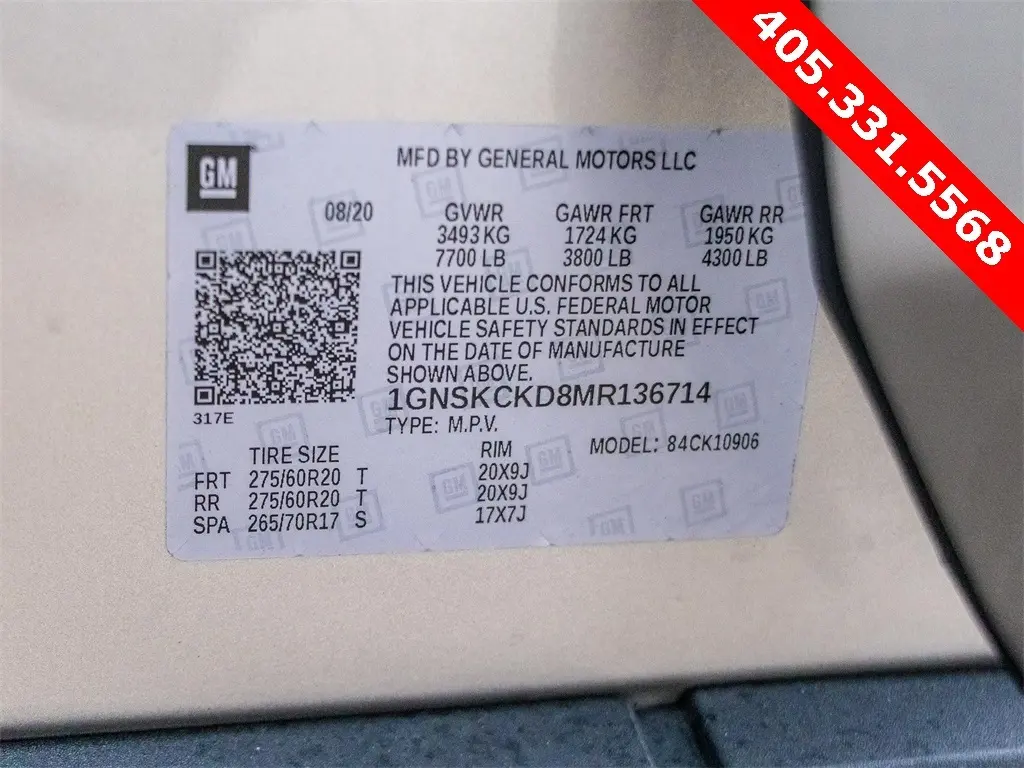 405.331.5568
GM
MFD BY GENERAL MOTORS LLC
08/20 GVWR GAWR FRT GAWR RR
3493 KG 1724 KG 1950 KG
7700 LB 3800 LB 4300 LB
THIS VEHICLE CONFORMS TO ALL
APPLICABLE U.S. FEDERAL MOTOR
VEHICLE SAFETY STANDARDS IN EFFECT
ON THE DATE OF MANUFACTURE
SHOWN ABOVE.
1GNSKCKD8MR136714
317E
TYPE: M.P.V.
MODEL: 84CK10906
TIRE SIZE RIM
FRT 275/60R20 T 20X9J
RR 275/60R20 T 20X9J
SPA 265/70R17 S 17X7J